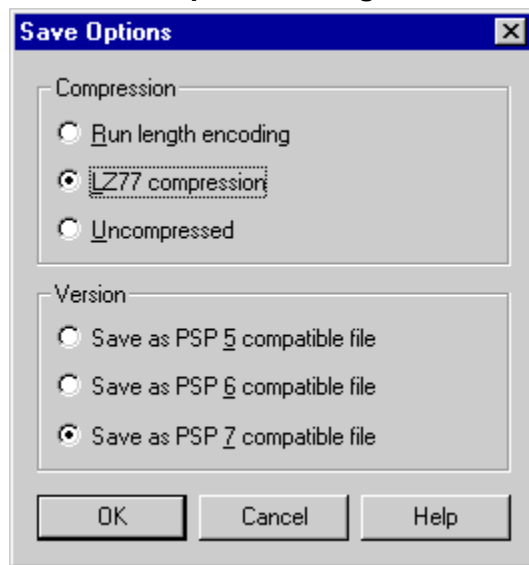 Save Options
Compression
Run length encoding
LZ77 compression
Uncompressed
Version
Save as PSP 5 compatible file
Save as PSP 6 compatible file
Save as PSP 7 compatible file
OK Cancel Help